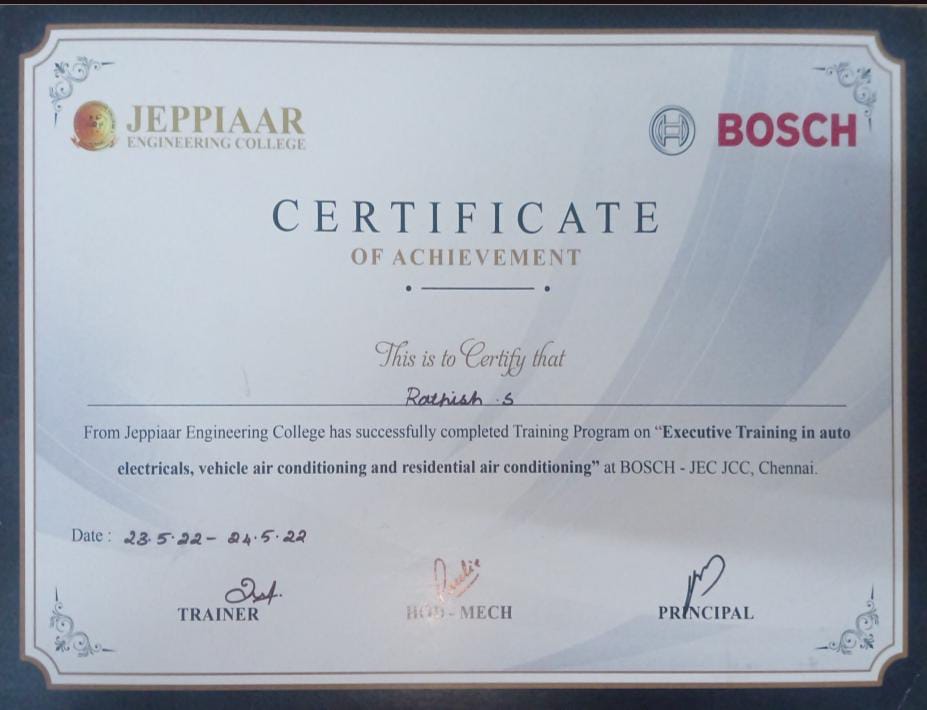 JEPPIAAR
ENGINEERING COLLEGE
BOSCH
CERTIFICATE
OF ACHIEVEMENT
This is to Certify that
Rathish .S
From Jeppiaar Engineering College has successfully completed Training Program on “Executive Training in auto
electricals, vehicle air conditioning and residential air conditioning” at BOSCH - JEC JCC, Chennai.
Date : 23.5.22 - 24.5.22
TRAINER
HOD - MECH
PRINCIPAL